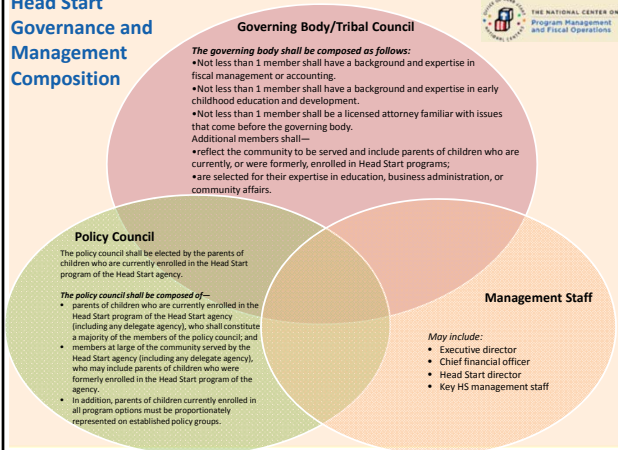 Head Start
Governance and
Management
Composition
THE NATIONAL CENTER ON
Program Management
and Fiscal Operations
Governing Body/Tribal Council
The governing body shall be composed as follows:
•Not less than 1 member shall have a background and expertise in
fiscal management or accounting.
•Not less than 1 member shall have a background and expertise in early
childhood education and development.
•Not less than 1 member shall be a licensed attorney familiar with issues
that come before the governing body.
Additional members shall—
•reflect the community to be served and include parents of children who are
currently, or were formerly, enrolled in Head Start programs;
•are selected for their expertise in education, business administration, or
community affairs.
Policy Council
The policy council shall be elected by the parents of
children who are currently enrolled in the Head Start
program of the Head Start agency.
The policy council shall be composed of—
• parents of children who are currently enrolled in the
Head Start program of the Head Start agency
(including any delegate agency), who shall constitute
a majority of the members of the policy council; and
• members at large of the community served by the
Head Start agency (including any delegate agency),
who may include parents of children who were
formerly enrolled in the Head Start program of the
agency.
• In addition, parents of children currently enrolled in
all program options must be proportionately
represented on established policy groups.
Management Staff
May include:
• Executive director
• Chief financial officer
• Head Start director
• Key HS management staff